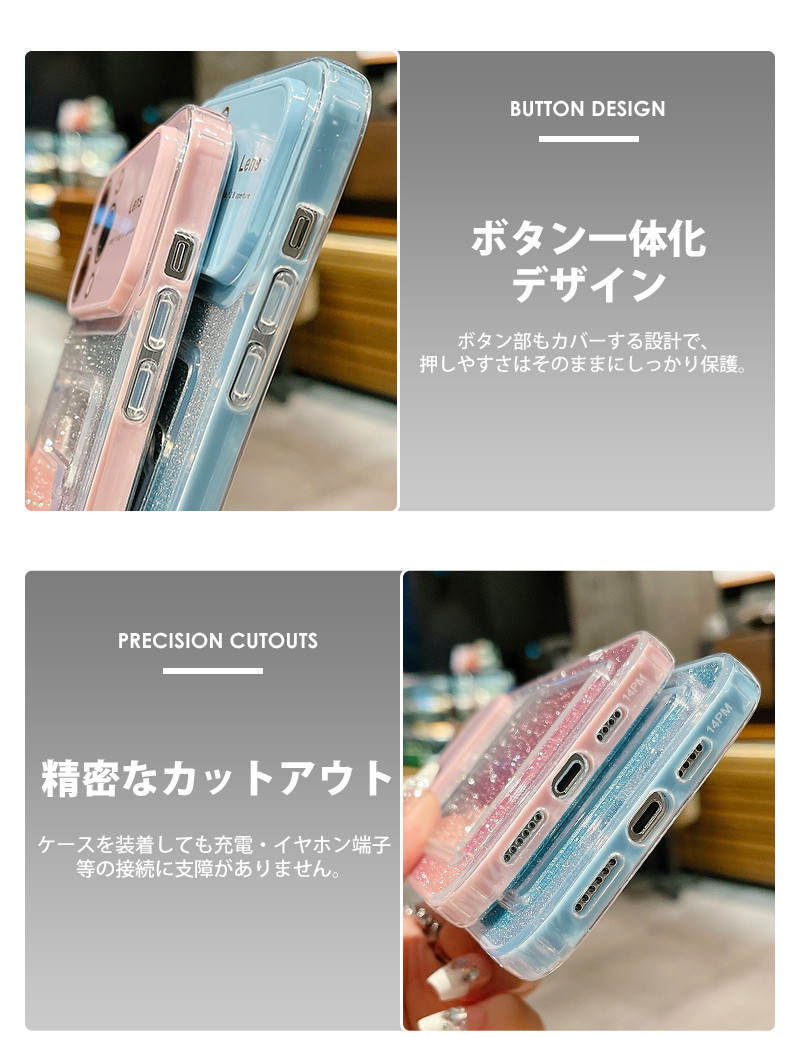 BUTTON DESIGN
ボタン一体化
デザイン
ボタン部もカバーする設計で、
押しやすさはそのままにしっかり保護。
Lens
Lens
PRECISION CUTOUTS
精密なカットアウト
ケースを装着しても充電・イヤホン端子
等の接続に支障がありません。
14PM
14PM